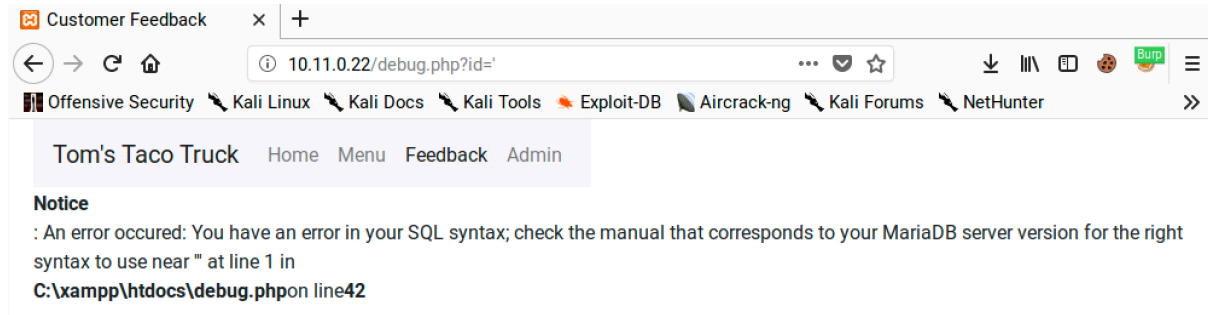 Customer Feedback
10.11.0.22/debug.php?id='
Burp
Offensive Security Kali Linux Kali Docs Kali Tools Exploit-DB Aircrack-ng Kali Forums NetHunter
Tom's Taco Truck Home Menu Feedback Admin
Notice
: An error occured: You have an error in your SQL syntax; check the manual that corresponds to your MariaDB server version for the right
syntax to use near ''' at line 1 in
C:\xampp\htdocs\debug.phpon line42